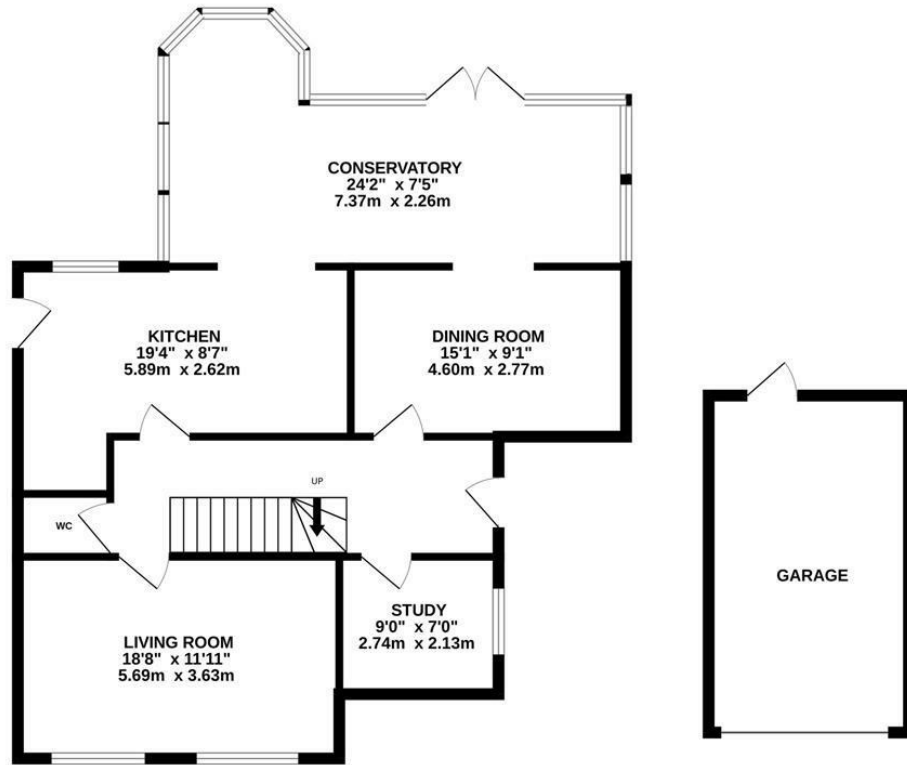 CONSERVATORY
24'2" x 7'5"
7.37m x 2.26m
KITCHEN
19'4" x 8'7"
5.89m x 2.62m
DINING ROOM
15'1" x 9'1"
4.60m x 2.77m
UP
WC
LIVING ROOM
18'8" x 11'11"
5.69m x 3.63m
STUDY
9'0" x 7'0"
2.74m x 2.13m
GARAGE